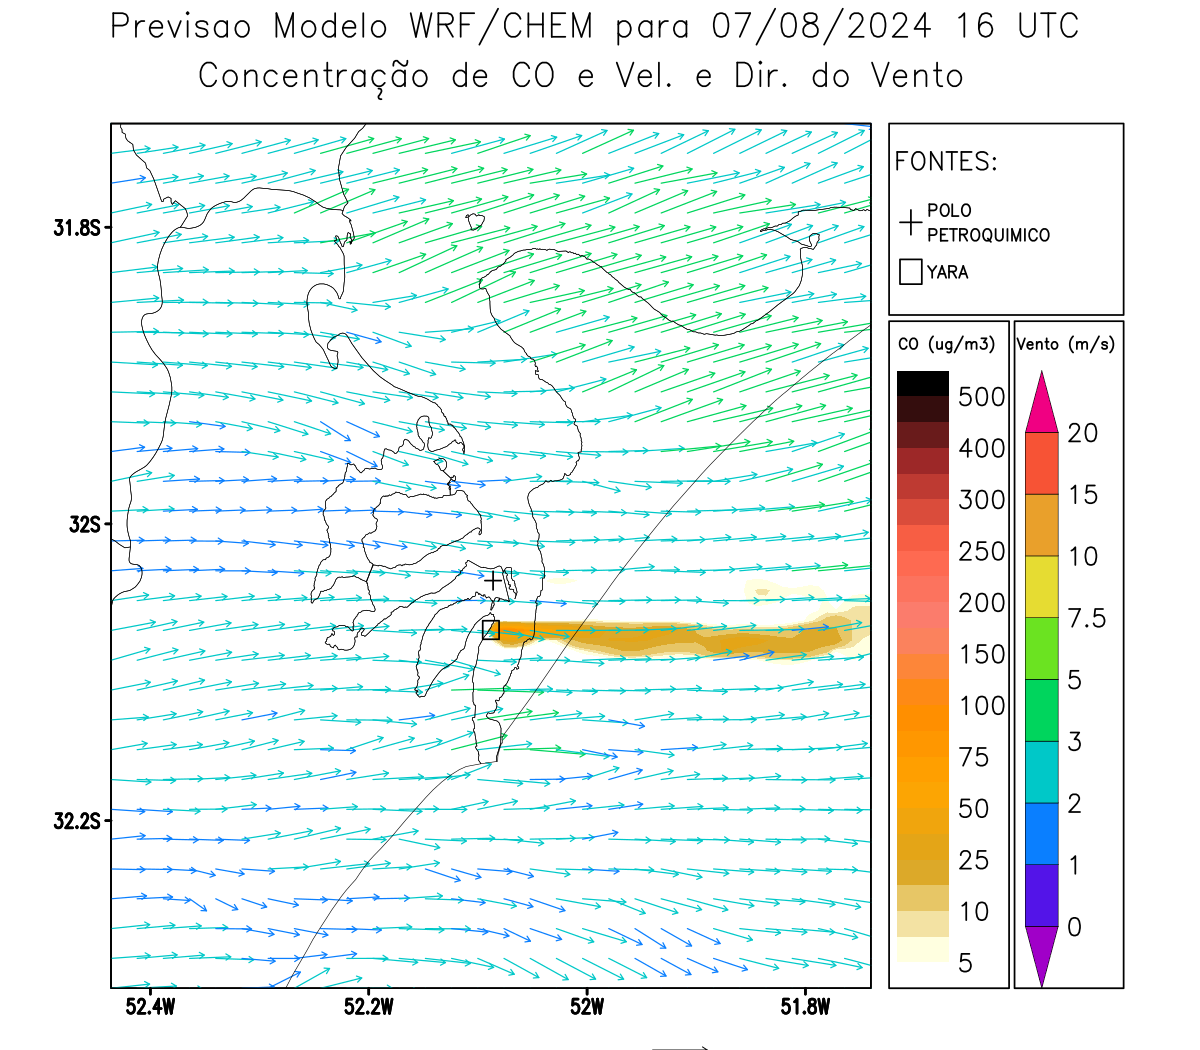 Previsao Modelo WRF/CHEM para 07/08/2024 16 UTC
Concentração de CO e Vel. e Dir. do Vento
FONTES:
POLO
PETROQUIMICO
YARA
CO (ug/m3)
500
400
300
250
200
150
100
75
50
25
10
5
Vento (m/s)
20
15
10
7.5
5
3
2
1
0
31.8S
32S
32.2S
52.4W 52.2W 52W 51.8W